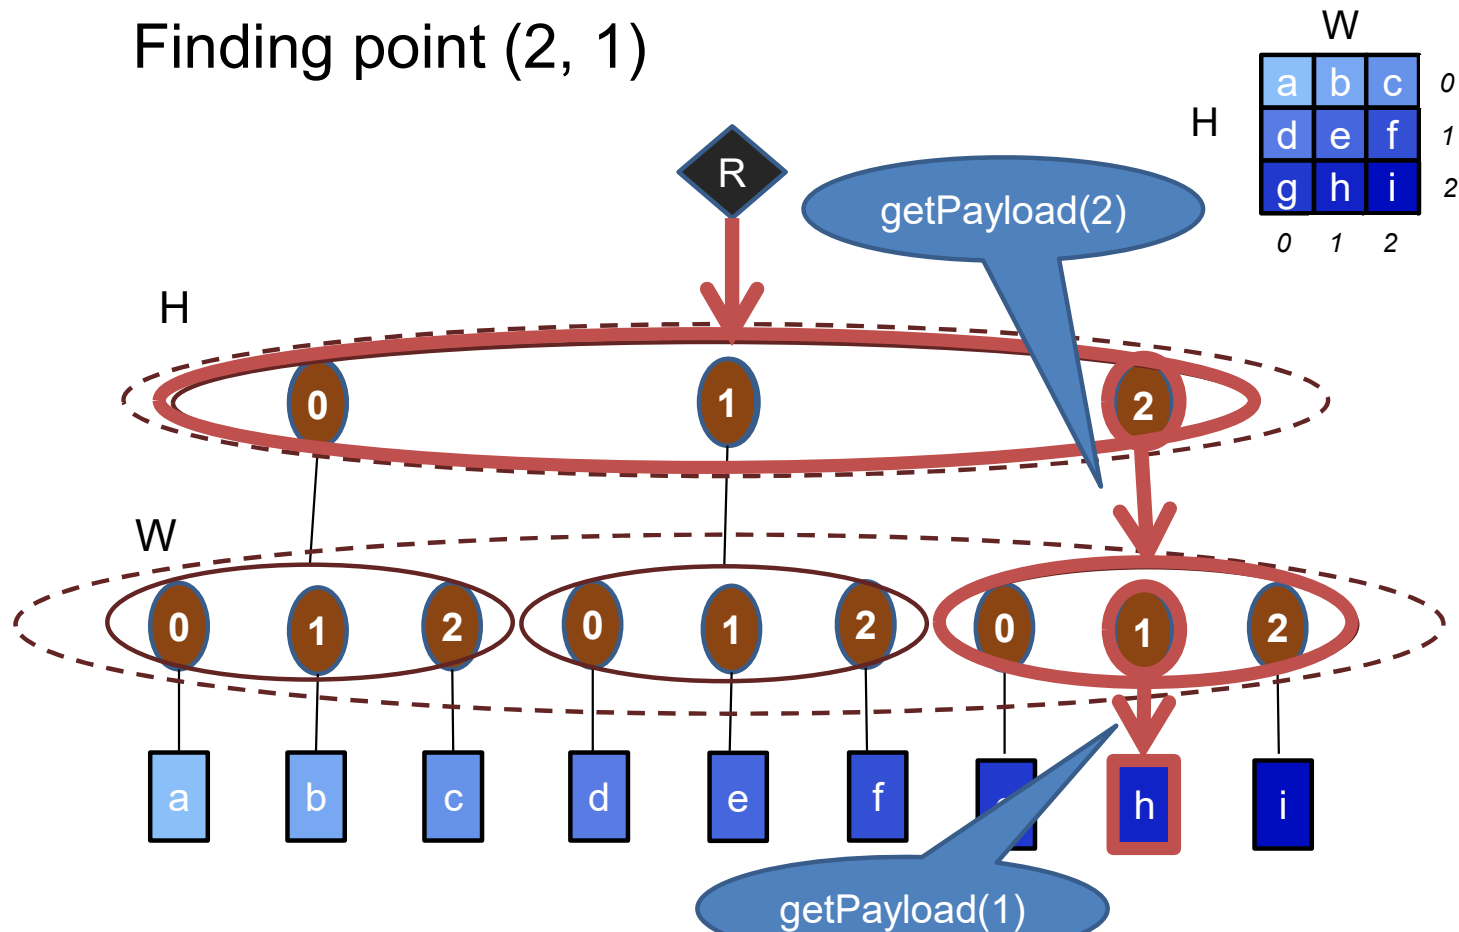 Finding point (2, 1)
W
a b c 0
H d e f 1
g h i 2
0 1 2
R
getPayload(2)
H
0 1 2
W
0 1 2 0 1 2 0 1 2
a b c d e f h i
getPayload(1)